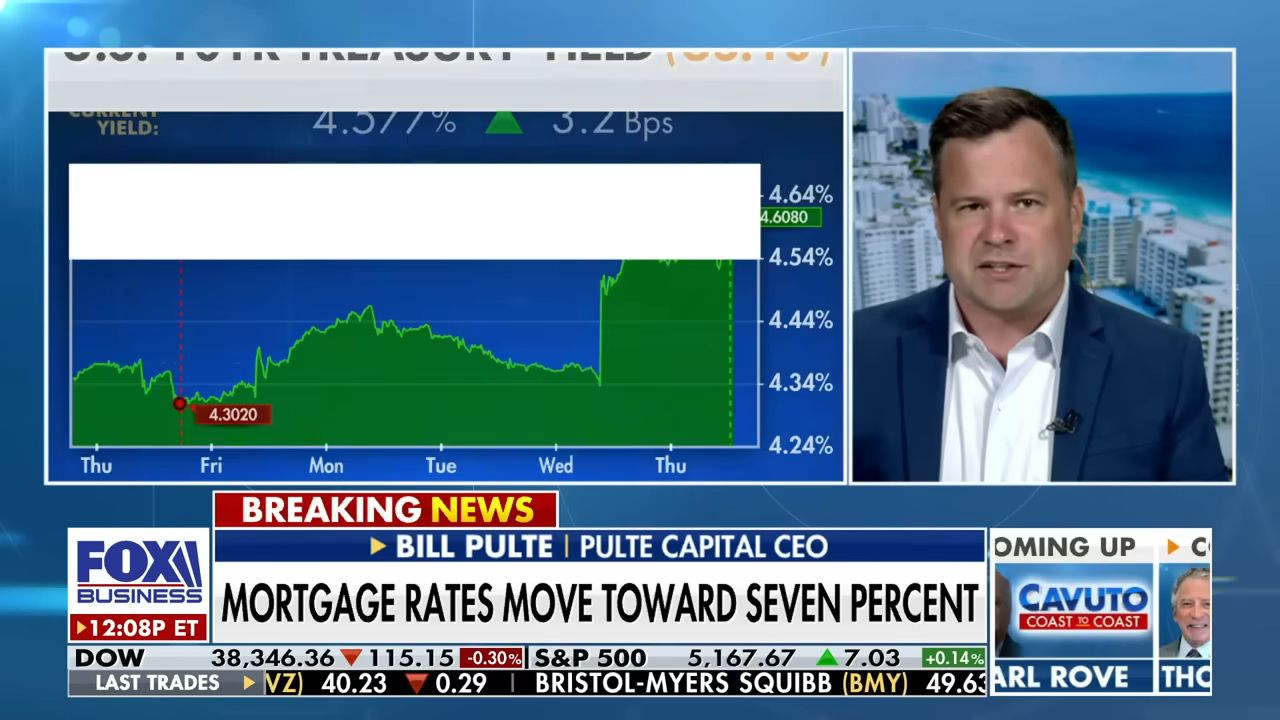 U.S. 10YR TREASURY YIELD
CURRENT
YIELD:
4.577% 3.2 Bps
4.64%
4.6080
4.54%
4.44%
4.34%
4.24%
4.3020
Thu Fri Mon Tue Wed Thu
BREAKING NEWS
BILL PULTE | PULTE CAPITAL CEO
MORTGAGE RATES MOVE TOWARD SEVEN PERCENT
FOX
BUSINESS
12:08P ET
OMING UP
CAVUTO
COAST TO COAST
ARL ROVE
THO
DOW 38,346.36 115.15 -0.30% S&P 500 5,167.67 7.03 +0.14%
LAST TRADES VZ) 40.23 0.29 | BRISTOL-MYERS SQUIBB (BMY) 49.63